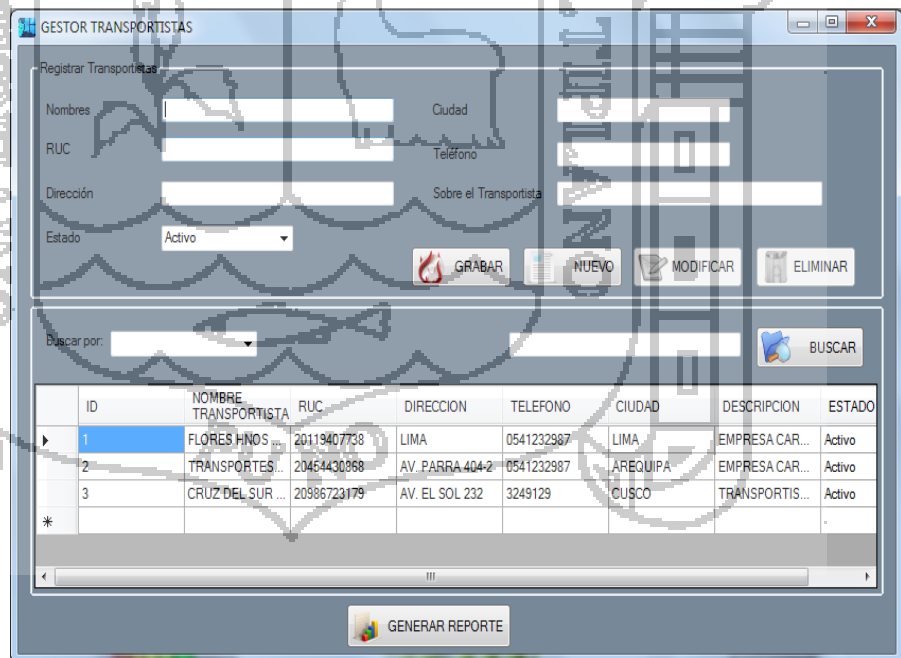 GESTOR TRANSPORTISTAS
Registrar Transportistas
Nombres
Ciudad
RUC
Teléfono
Dirección
Sobre el Transportista
Estado
Activo
GRABAR
NUEVO
MODIFICAR
ELIMINAR
Buscar por:
BUSCAR
ID NOMBRE TRANSPORTISTA RUC DIRECCION TELEFONO CIUDAD DESCRIPCION ESTADO
1 FLORES HNOS ... 20119407738 LIMA 0541232987 LIMA EMPRESA CAR... Activo
2 TRANSPORTES... 20454430868 AV. PARRA 404-2 0541232987 AREQUIPA EMPRESA CAR... Activo
3 CRUZ DEL SUR ... 20986723179 AV. EL SOL 232 3249129 CUSCO TRANSPORTIS... Activo
GENERAR REPORTE